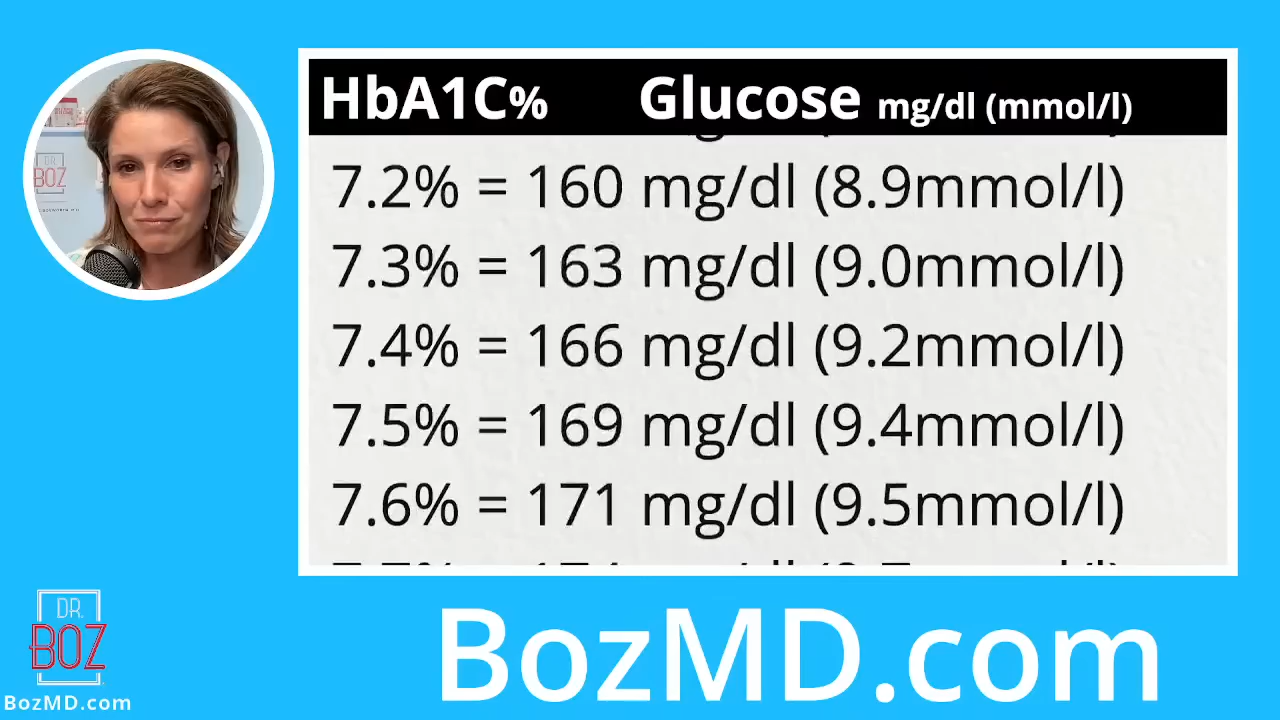 HbA1C% Glucose mg/dl (mmol/l)
7.2% = 160 mg/dl (8.9mmol/l)
7.3% = 163 mg/dl (9.0mmol/l)
7.4% = 166 mg/dl (9.2mmol/l)
7.5% = 169 mg/dl (9.4mmol/l)
7.6% = 171 mg/dl (9.5mmol/l)
DR.
BOZ
DR.
BOZ
BozMD.com
BozMD.com